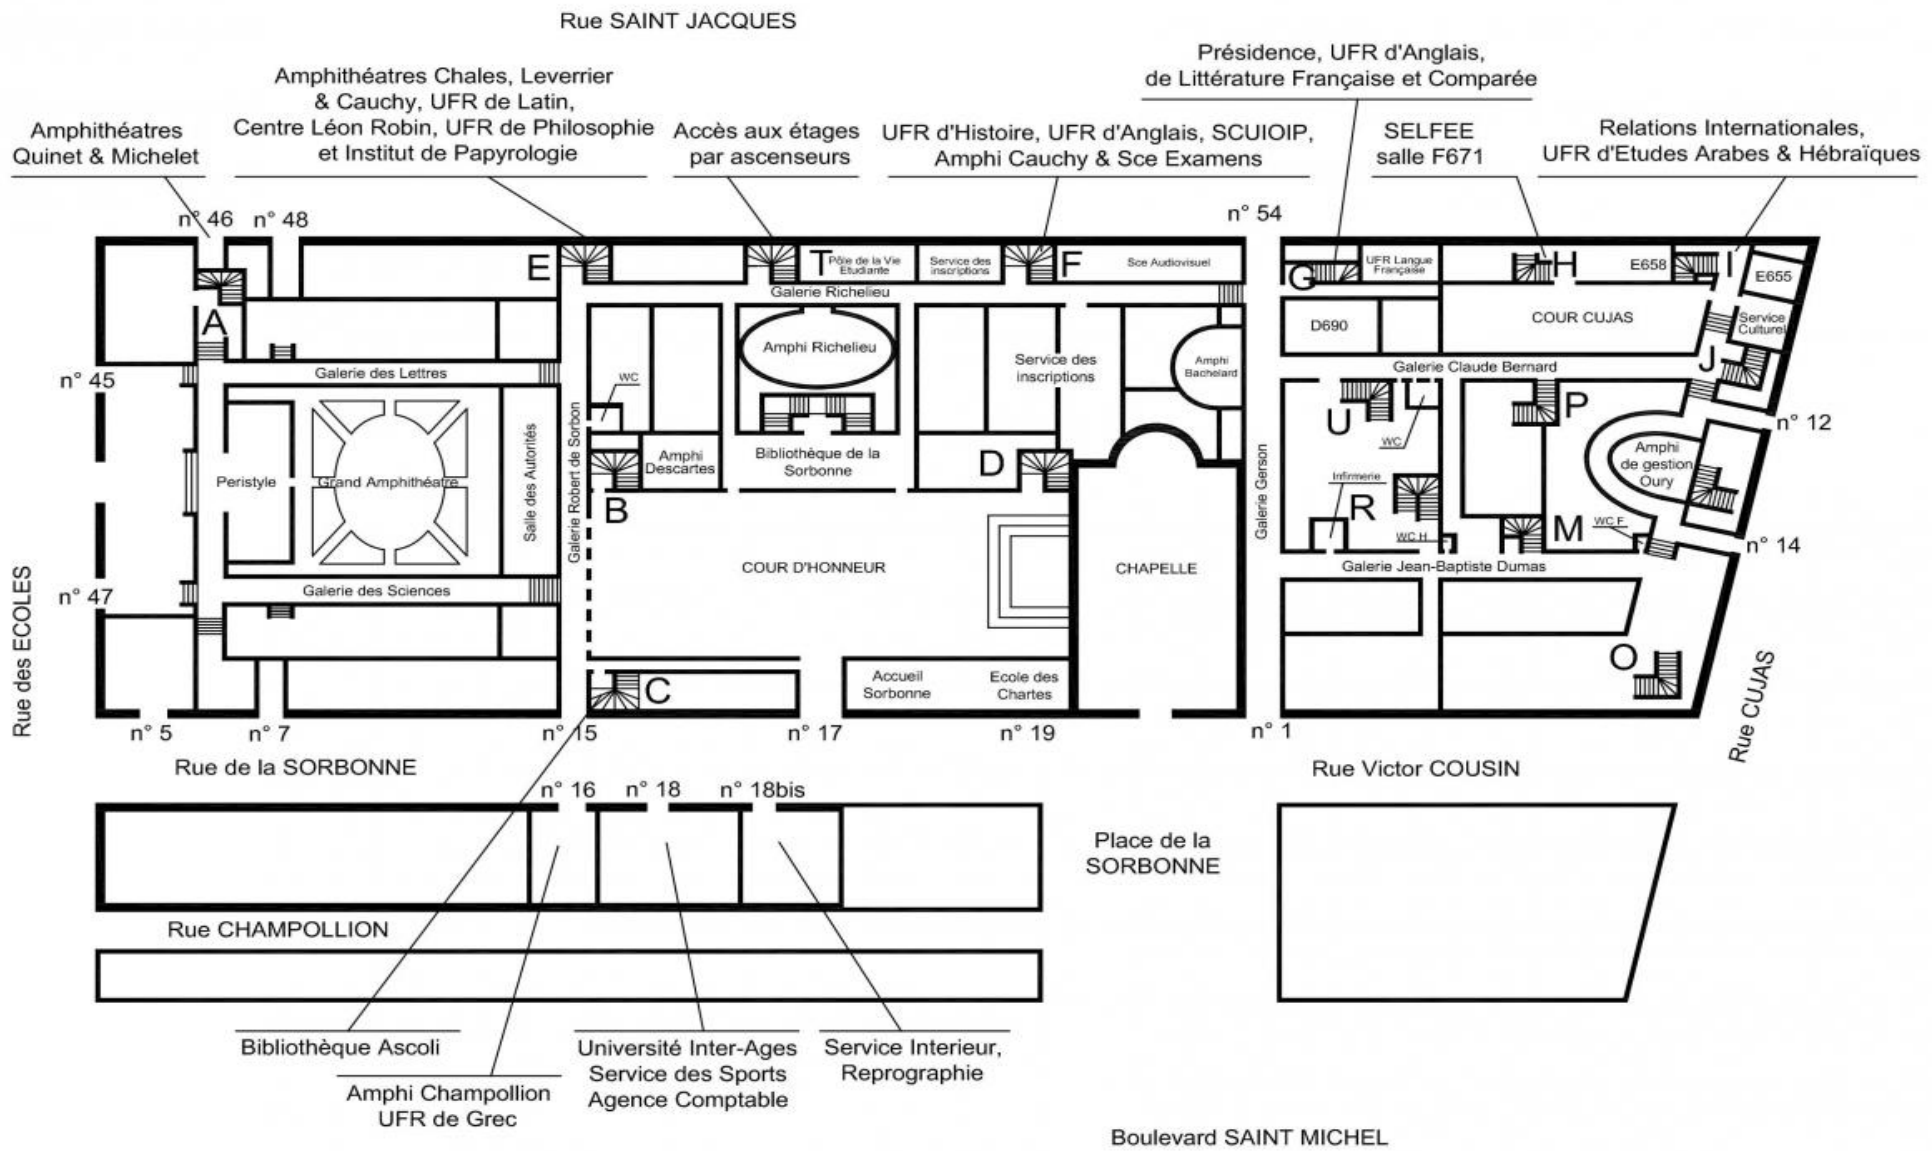 Rue SAINT JACQUES
Présidence, UFR d'Anglais,
de Littérature Française et Comparée
Amphithéatres Chales, Leverrier
& Cauchy, UFR de Latin,
Centre Léon Robin, UFR de Philosophie
et Institut de Papyrologie
Amphithéatres
Quinet & Michelet
Accès aux étages
par ascenseurs
UFR d'Histoire, UFR d'Anglais, SCUIOIP,
Amphi Cauchy & Sce Examens
SELFEE
salle F671
Relations Internationales,
UFR d'Etudes Arabes & Hébraïques
n° 46
n° 48
n° 54
E
T
Pôle de la Vie
Etudiante
Service des
inscriptions
F
Sce Audiovisuel
G
UFR Langue
Française
H
E658
I
E655
Galerie Richelieu
A
D690
COUR CUJAS
Service
Culturel
Amphi Richelieu
Service des
inscriptions
Amphi
Bachelard
n° 45
Galerie des Lettres
WC
Galerie Claude Bernard
J
U
WC
P
n° 12
Peristyle
Grand Amphithéatre
Salle des Autorités
Galerie Robert de Sorbon
Amphi
Descartes
Bibliothèque de la
Sorbonne
D
Galerie Gerson
Infirmerie
R
Amphi
de gestion
Oury
B
WC H
M
WC F
n° 14
COUR D'HONNEUR
CHAPELLE
Galerie Jean-Baptiste Dumas
Rue des ECOLES
n° 47
Galerie des Sciences
C
Accueil
Sorbonne
Ecole des
Chartes
O
Rue CUJAS
n° 5
n° 7
n° 15
n° 17
n° 19
n° 1
Rue de la SORBONNE
Rue Victor COUSIN
n° 16
n° 18
n° 18bis
Place de la
SORBONNE
Rue CHAMPOLLION
Bibliothèque Ascoli
Amphi Champollion
UFR de Grec
Université Inter-Ages
Service des Sports
Agence Comptable
Service Interieur,
Reprographie
Boulevard SAINT MICHEL